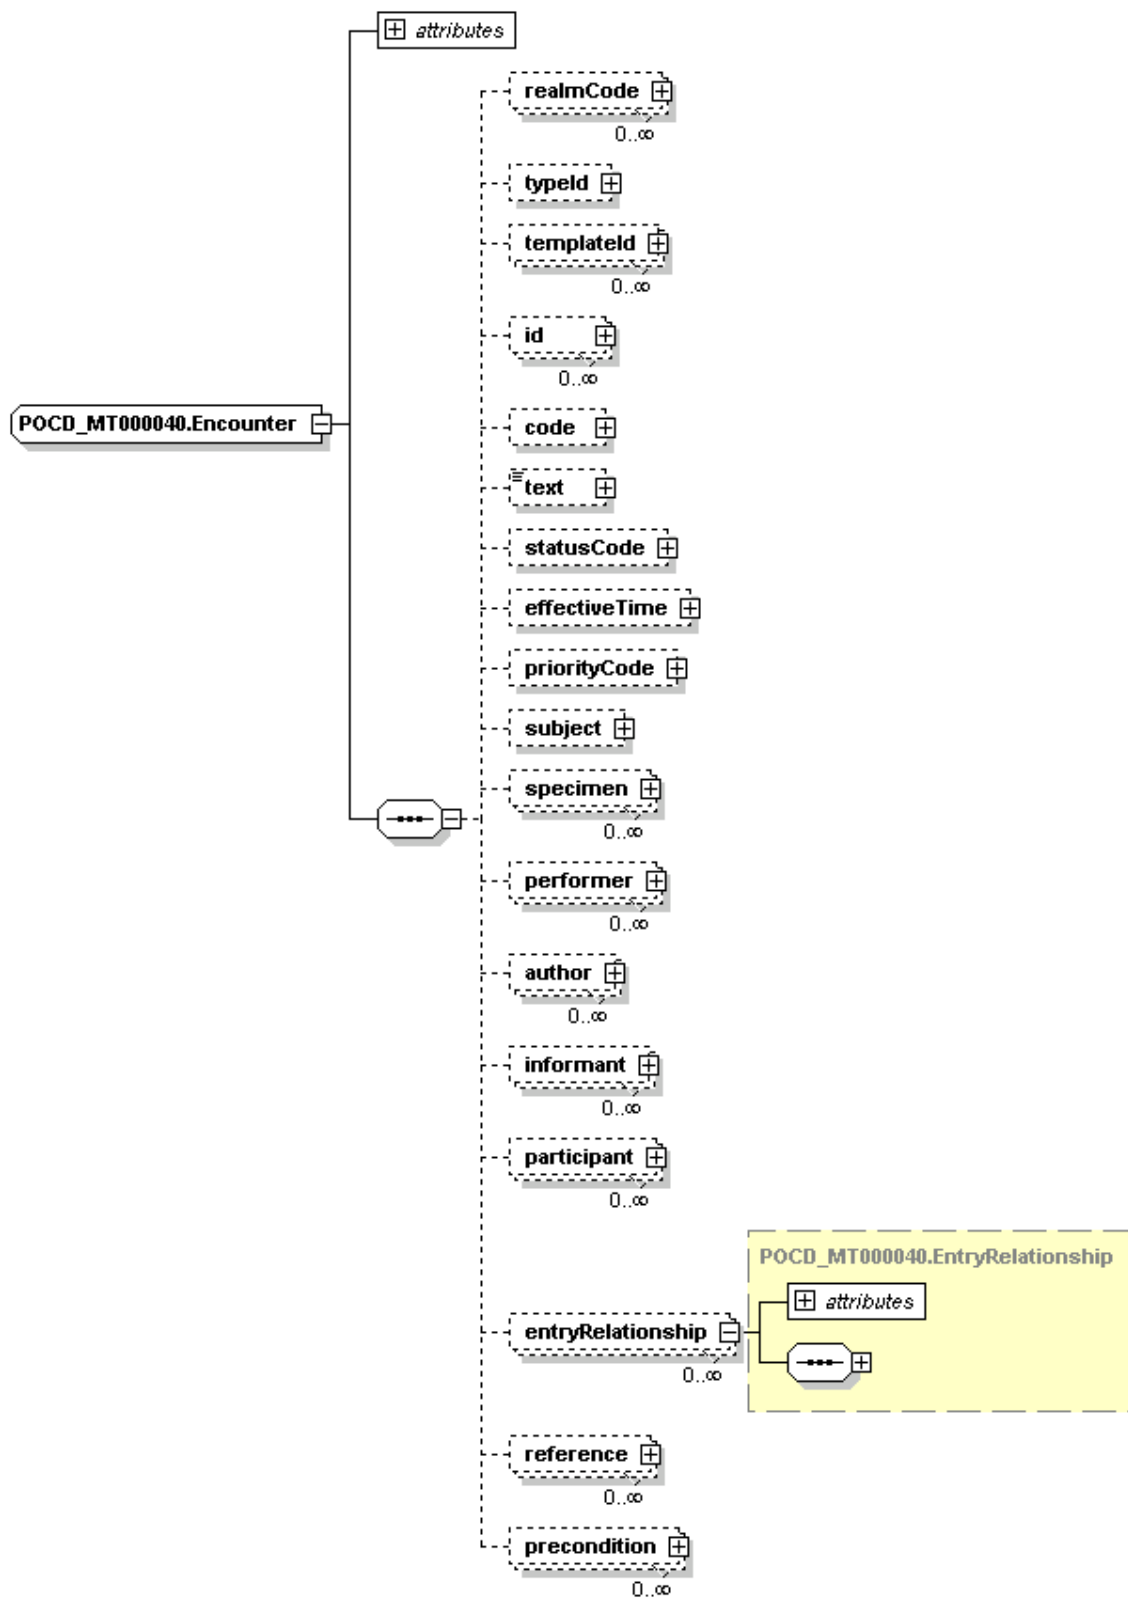 attributes
realmCode
0..∞
typeId
templateId
0..∞
id
0..∞
POCD_MT000040.Encounter
code
text
statusCode
effectiveTime
priorityCode
subject
specimen
0..∞
performer
0..∞
author
0..∞
informant
0..∞
participant
0..∞
POCD_MT000040.EntryRelationship
attributes
entryRelationship
0..∞
reference
0..∞
precondition
0..∞